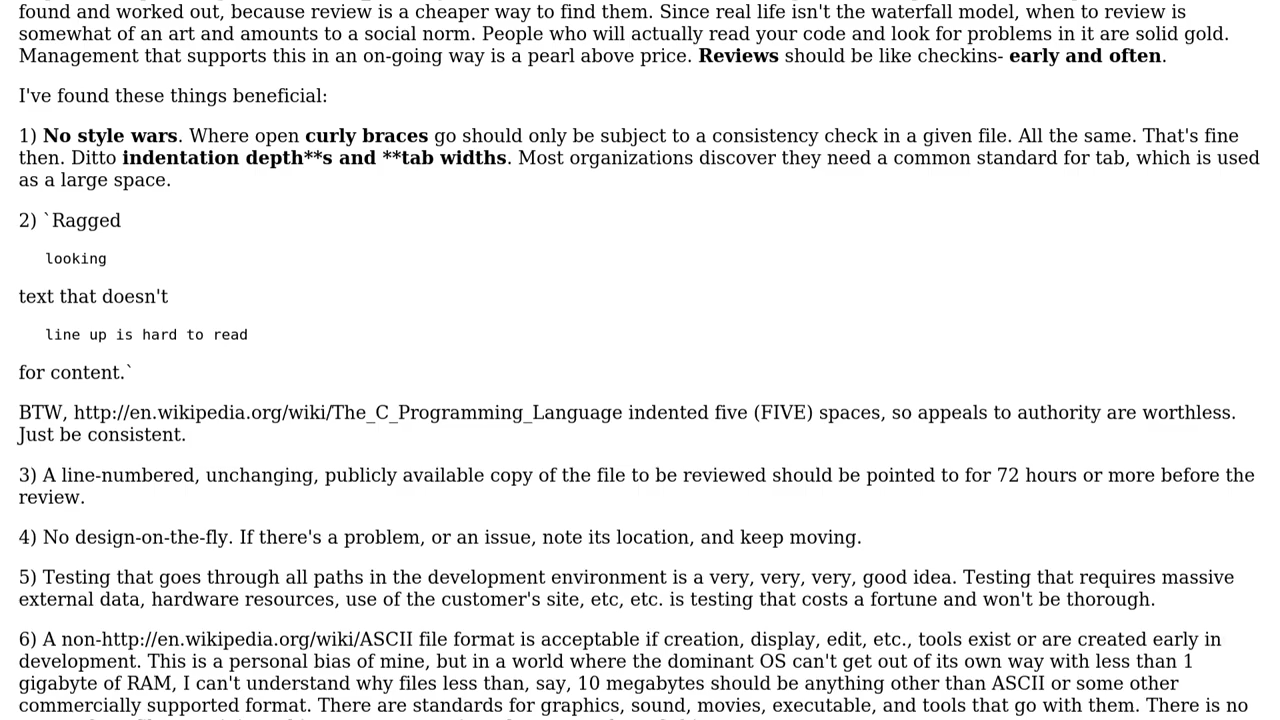 found and worked out, because review is a cheaper way to find them. Since real life isn't the waterfall model, when to review is
somewhat of an art and amounts to a social norm. People who will actually read your code and look for problems in it are solid gold.
Management that supports this in an on-going way is a pearl above price. Reviews should be like checkins- early and often.
I've found these things beneficial:
1) No style wars. Where open curly braces go should only be subject to a consistency check in a given file. All the same. That's fine
then. Ditto indentation depth**s and **tab widths. Most organizations discover they need a common standard for tab, which is used
as a large space.
2) `Ragged
looking
text that doesn't
line up is hard to read
for content.`
BTW, http://en.wikipedia.org/wiki/The_C_Programming_Language indented five (FIVE) spaces, so appeals to authority are worthless.
Just be consistent.
3) A line-numbered, unchanging, publicly available copy of the file to be reviewed should be pointed to for 72 hours or more before the
review.
4) No design-on-the-fly. If there's a problem, or an issue, note its location, and keep moving.
5) Testing that goes through all paths in the development environment is a very, very, very, good idea. Testing that requires massive
external data, hardware resources, use of the customer's site, etc, etc. is testing that costs a fortune and won't be thorough.
6) A non-http://en.wikipedia.org/wiki/ASCII file format is acceptable if creation, display, edit, etc., tools exist or are created early in
development. This is a personal bias of mine, but in a world where the dominant OS can't get out of its own way with less than 1
gigabyte of RAM, I can't understand why files less than, say, 10 megabytes should be anything other than ASCII or some other
commercially supported format. There are standards for graphics, sound, movies, executable, and tools that go with them. There is no